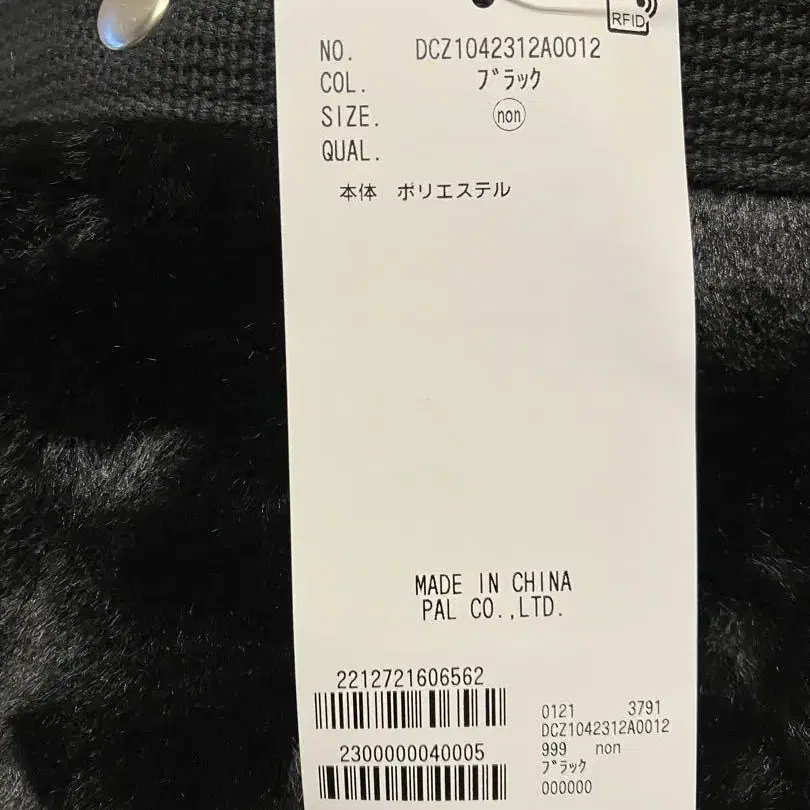 RFID
NO. DCZ1042312A0012
COL. ﾌﾞﾗｯｸ
SIZE. non
QUAL.
本体 ポリエステル
MADE IN CHINA
PAL CO.,LTD.
2212721606562
2300000040005
0121 3791
DCZ1042312A0012
999 non
ﾌﾞﾗｯｸ
000000